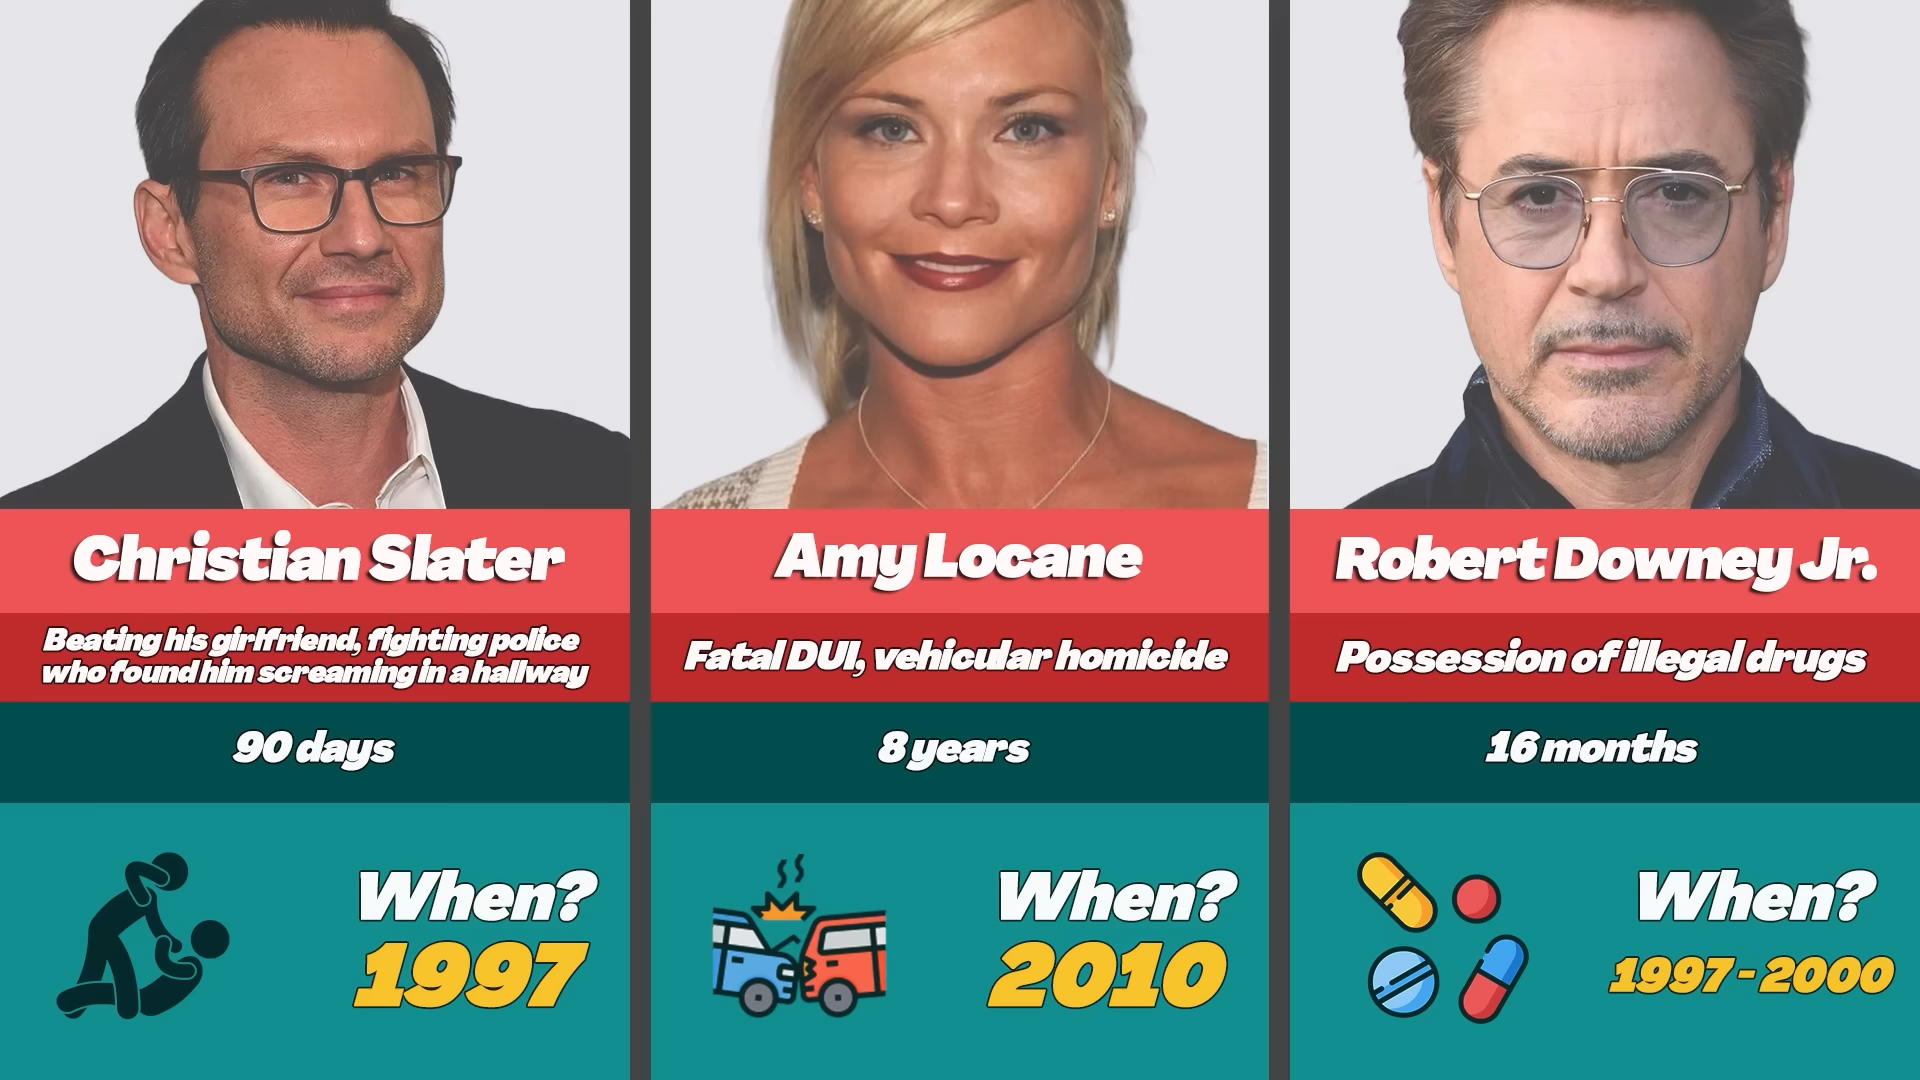 Christian Slater
Beating his girlfriend, fighting police
who found him screaming in a hallway
90 days
When?
1997
Amy Locane
Fatal DUI, vehicular homicide
8 years
When?
2010
Robert Downey Jr.
Possession of illegal drugs
16 months
When?
1997 - 2000